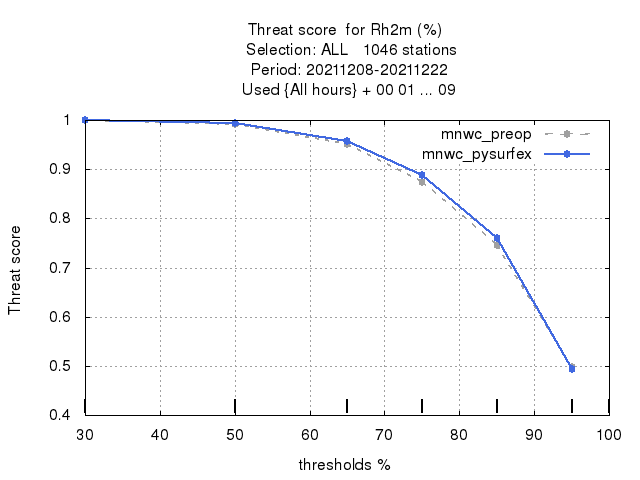 Threat score  for Rh2m (%)
Selection: ALL   1046 stations
Period: 20211208-20211222
Used {All hours} + 00 01 ... 09
mnwc_preop
mnwc_pysurfex
Threat score
1
0.9
0.8
0.7
0.6
0.5
0.4
30 40 50 60 70 80 90 100
thresholds %